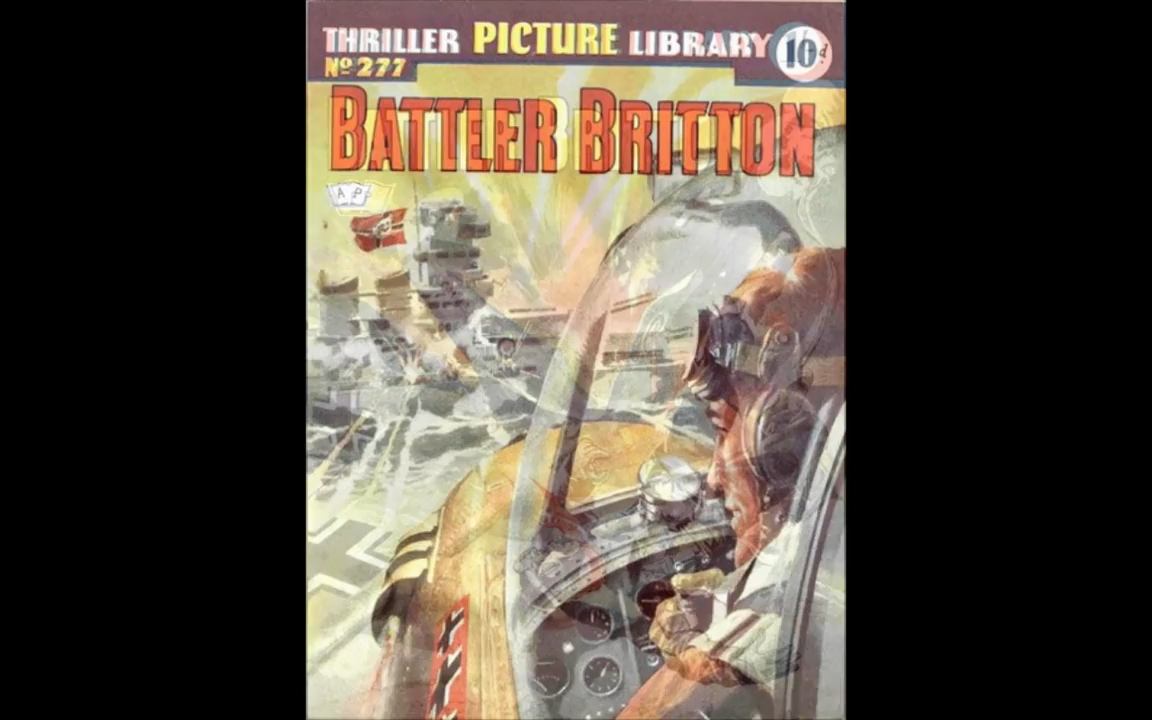 THRILLER PICTURE LIBRARY
10d
Nº 277
BATTLER BRITTON
A P